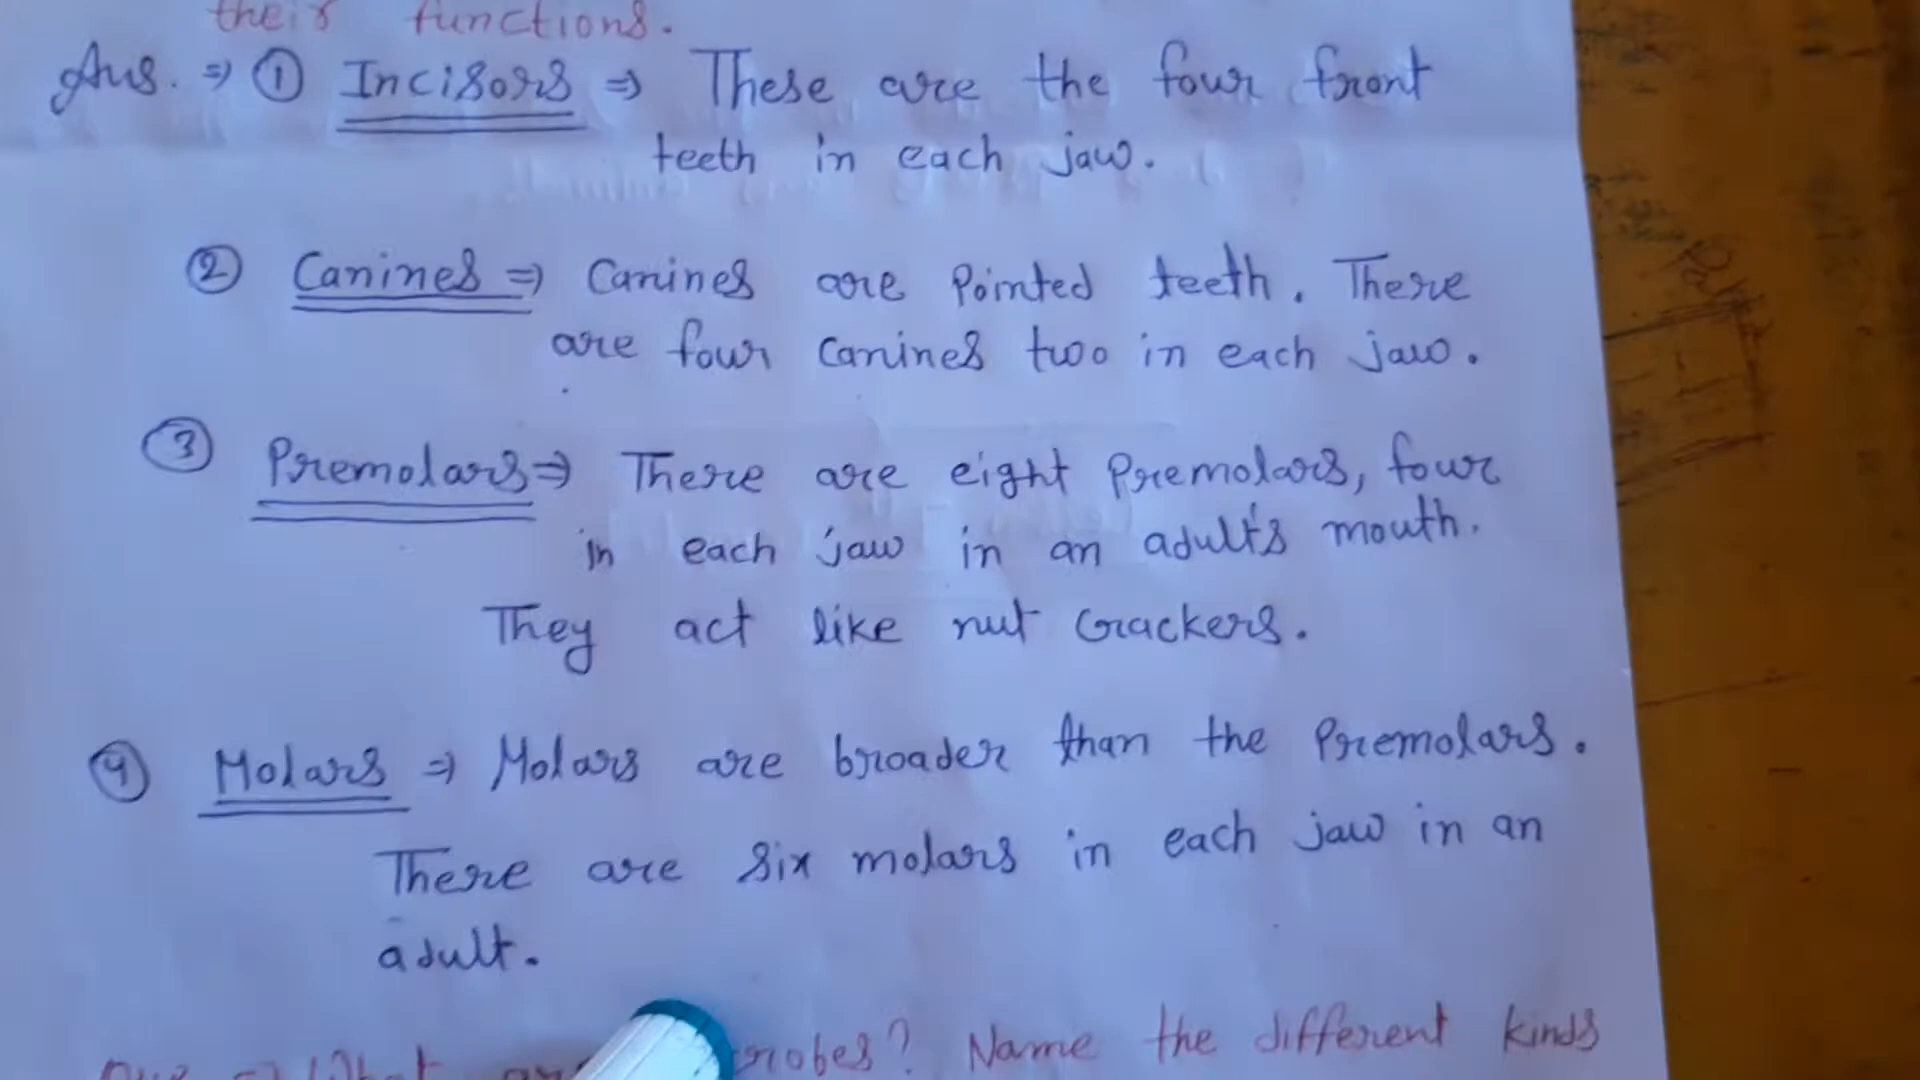 their functions.
Ans. ⇒ ① Incisors ⇒ These are the four front
teeth in each jaw.
② Canines ⇒ Canines are Pointed teeth. There
are four Canines two in each jaw.
③ Premolars ⇒ There are eight Premolars, four
in each jaw in an adult's mouth.
They act like nut Crackers.
④ Molars ⇒ Molars are broader than the Premolars.
There are six molars in each jaw in an
adult.
Que ⇒ What Name the different kinds